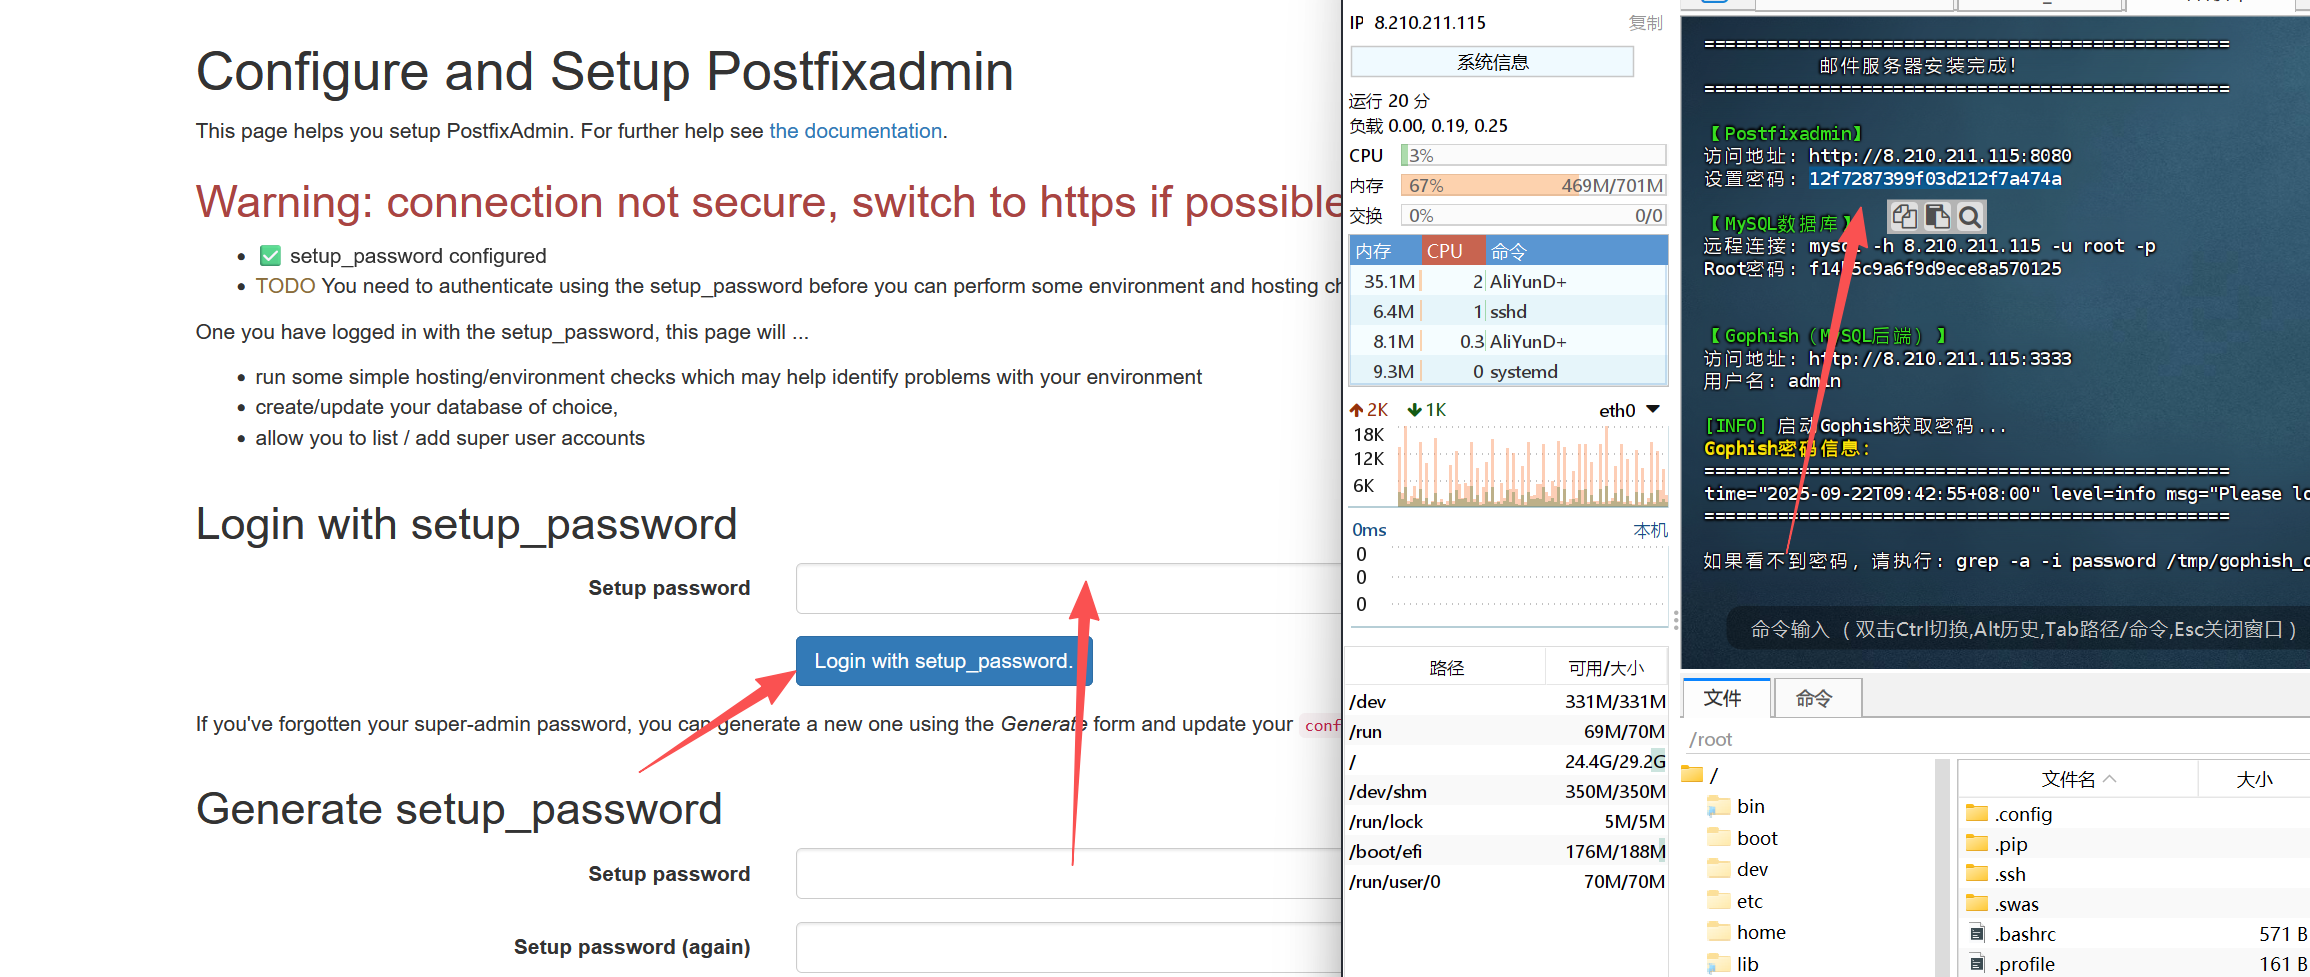 Configure and Setup Postfixadmin
This page helps you setup PostfixAdmin. For further help see the documentation.
Warning: connection not secure, switch to https if possible
✅ setup_password configured
TODO You need to authenticate using the setup_password before you can perform some environment and hosting ch
One you have logged in with the setup_password, this page will ...
run some simple hosting/environment checks which may help identify problems with your environment
create/update your database of choice,
allow you to list / add super user accounts
Login with setup_password
Setup password
Login with setup_password.
If you've forgotten your super-admin password, you can generate a new one using the Generate form and update your conf
Generate setup_password
Setup password
Setup password (again)
IP 8.210.211.115 复制
系统信息
运行 20 分
负载 0.00, 0.19, 0.25
CPU 3%
内存 67% 469M/701M
交换 0% 0/0
内存 CPU 命令
35.1M 2 AliYunD+
6.4M 1 sshd
8.1M 0.3 AliYunD+
9.3M 0 systemd
2K 1K eth0
18K
12K
6K
0ms 本机
0
0
0
路径 可用/大小
/dev 331M/331M
/run 69M/70M
/ 24.4G/29.2G
/dev/shm 350M/350M
/run/lock 5M/5M
/boot/efi 176M/188M
/run/user/0 70M/70M
==================================================
邮件服务器安装完成!
==================================================
【Postfixadmin】
访问地址: http://8.210.211.115:8080
设置密码: 12f7287399f03d212f7a474a
【MySQL数据库】
远程连接: mysql -h 8.210.211.115 -u root -p
Root密码:
【Gophish（MySQL后端）】
访问地址: http://8.210.211.115:3333
用户名: admin
[INFO] 启动Gophish获取密码...
Gophish密码信息:
==================================================
time="2025-09-22T09:42:55+08:00" level=info msg="Please lo
==================================================
如果看不到密码, 请执行: grep -a -i password /tmp/gophish_
命令输入 （双击Ctrl切换,Alt历史,Tab路径/命令,Esc关闭窗口）
文件 命令
/root
/
bin
boot
dev
etc
home
lib
文件名 大小
.config
.pip
.ssh
.swas
.bashrc 571 B
.profile 161 B